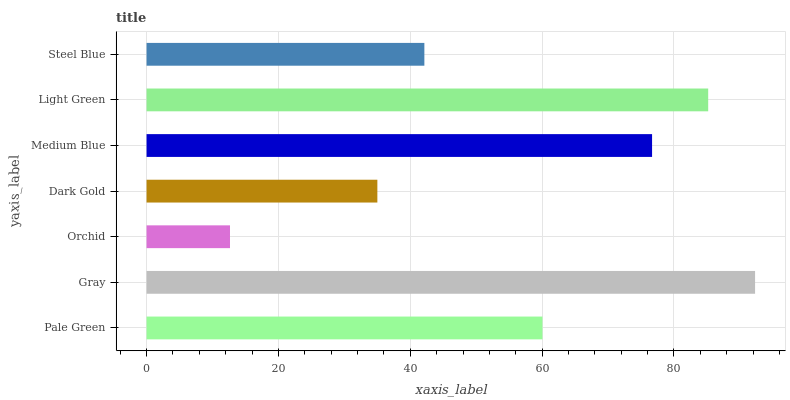 title
Steel Blue
Light Green
Medium Blue
Dark Gold
Orchid
Gray
Pale Green
yaxis_label
0 20 40 60 80
xaxis_label